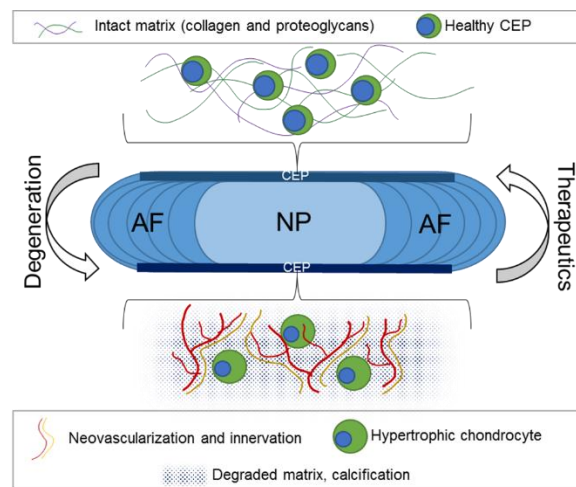 Intact matrix (collagen and proteoglycans)
Healthy CEP
CEP
Degeneration
AF
NP
AF
Therapeutics
CEP
Neovascularization and innervation
Hypertrophic chondrocyte
Degraded matrix, calcification